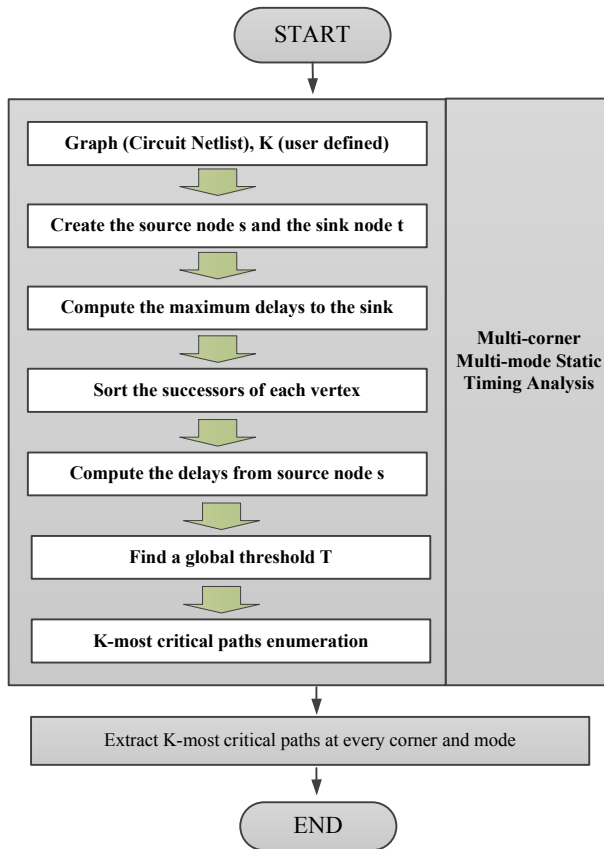 START
Graph (Circuit Netlist), K (user defined)
Create the source node s and the sink node t
Compute the maximum delays to the sink
Sort the successors of each vertex
Compute the delays from source node s
Find a global threshold T
K-most critical paths enumeration
Multi-corner
Multi-mode Static
Timing Analysis
Extract K-most critical paths at every corner and mode
END